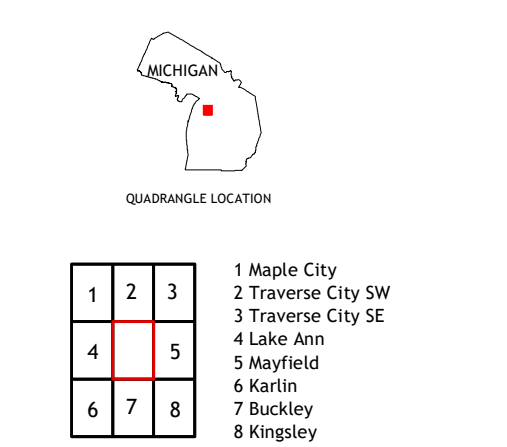 MICHIGAN
QUADRANGLE LOCATION
1 2 3
4 5
6 7 8
1 Maple City
2 Traverse City SW
3 Traverse City SE
4 Lake Ann
5 Mayfield
6 Karlin
7 Buckley
8 Kingsley